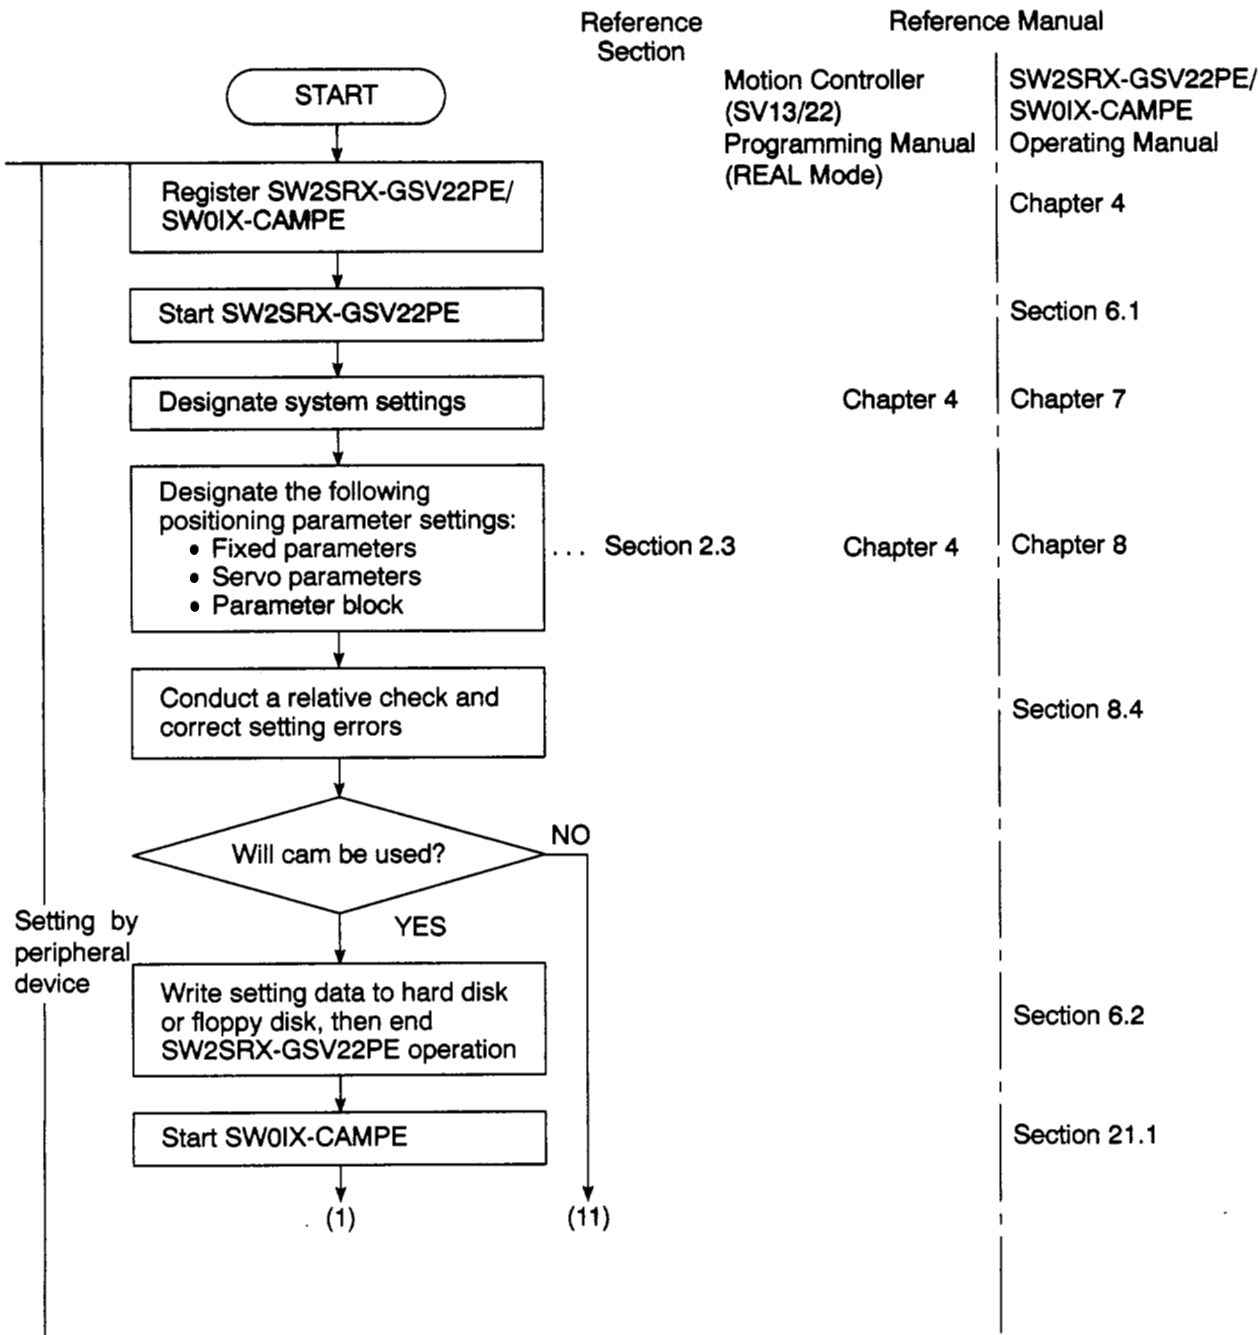 Reference
Section
Reference Manual
Motion Controller
(SV13/22)
Programming Manual
(REAL Mode)
SW2SRX-GSV22PE/
SW0IX-CAMPE
Operating Manual
START
Register SW2SRX-GSV22PE/
SW0IX-CAMPE
Chapter 4
Start SW2SRX-GSV22PE
Section 6.1
Designate system settings
Chapter 4
Chapter 7
Designate the following
positioning parameter settings:
• Fixed parameters
• Servo parameters
• Parameter block
... Section 2.3
Chapter 4
Chapter 8
Conduct a relative check and
correct setting errors
Section 8.4
Will cam be used?
NO
YES
Setting by
peripheral
device
Write setting data to hard disk
or floppy disk, then end
SW2SRX-GSV22PE operation
Section 6.2
Start SW0IX-CAMPE
Section 21.1
(1)
(11)